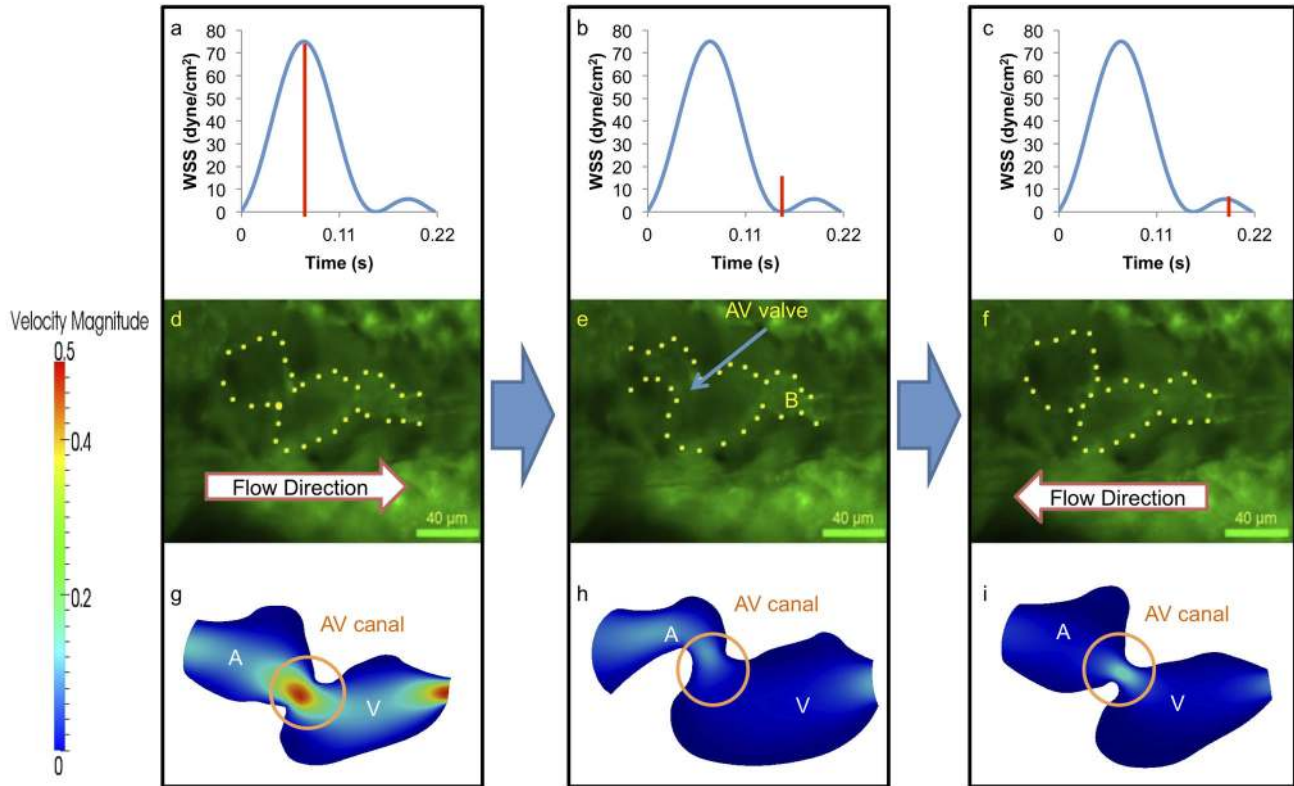 a
80
70
60
50
40
30
20
10
0
WSS (dyne/cm²)
0
0.11
0.22
Time (s)
b
80
70
60
50
40
30
20
10
0
WSS (dyne/cm²)
0
0.11
0.22
Time (s)
c
80
70
60
50
40
30
20
10
0
WSS (dyne/cm²)
0
0.11
0.22
Time (s)
Velocity Magnitude
0.5
0.4
0.2
0
d
Flow Direction
40 µm
e
AV valve
B
40 µm
f
Flow Direction
40 µm
g
AV canal
A
V
h
AV canal
A
V
i
AV canal
A
V